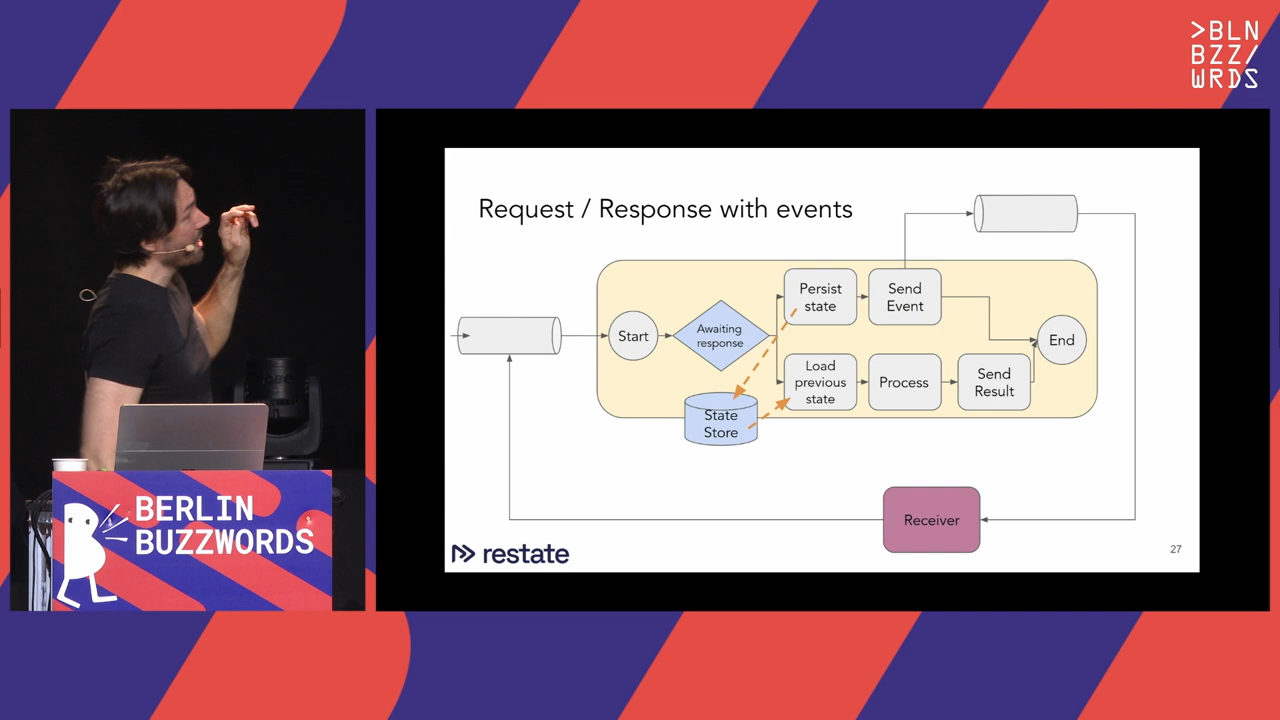 >BLN
BZZ/
WRDS
Request / Response with events
Persist
state
Send
Event
Start
Awaiting
response
End
Load
previous
state
Process
Send
Result
State
Store
Receiver
restate
27
BERLIN
BUZZWORDS